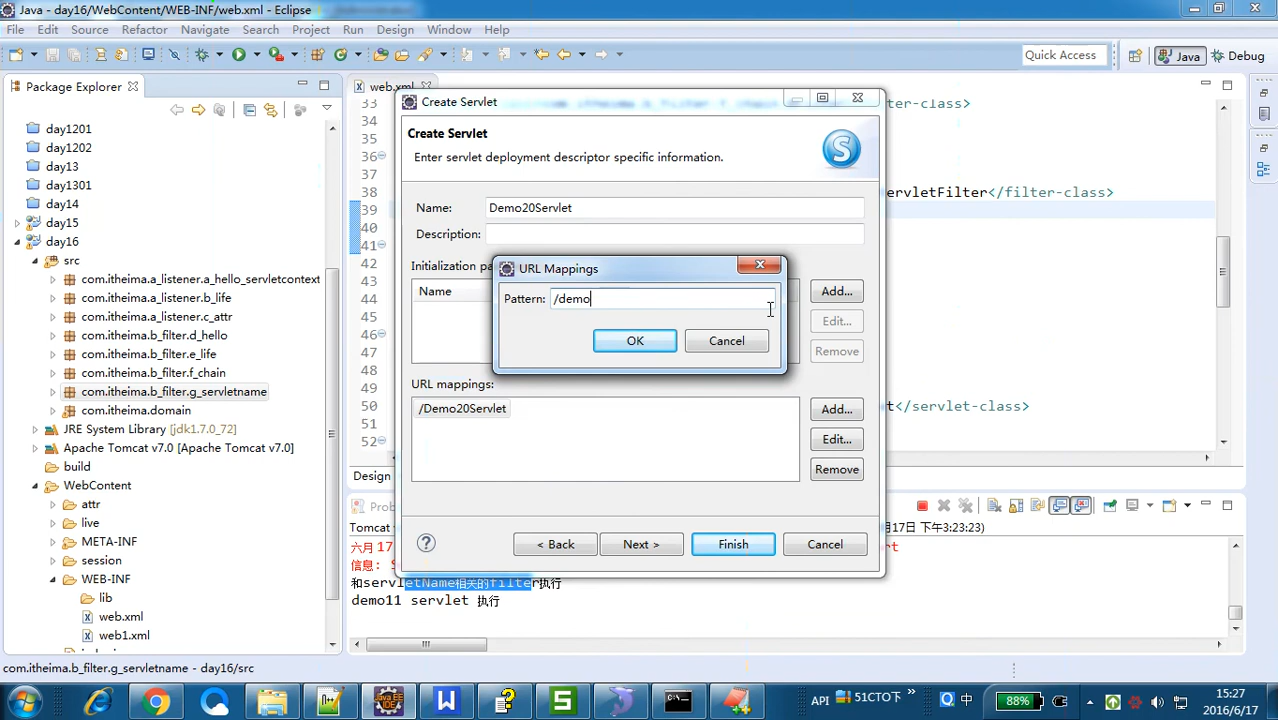 Java - day16/WebContent/WEB-INF/web.xml - Eclipse
File Edit Source Refactor Navigate Search Project Run Design Window Help
Quick Access Java Debug
Package Explorer
day1201
day1202
day13
day1301
day14
day15
day16
src
com.itheima.a_listener.a_hello_servletcontext
com.itheima.a_listener.b_life
com.itheima.a_listener.c_attr
com.itheima.b_filter.d_hello
com.itheima.b_filter.e_life
com.itheima.b_filter.f_chain
com.itheima.b_filter.g_servletname
com.itheima.domain
JRE System Library [jdk1.7.0_72]
Apache Tomcat v7.0 [Apache Tomcat v7.0]
build
WebContent
attr
live
META-INF
session
WEB-INF
lib
web.xml
web1.xml
web.xml
33
34
35
36
37
38
39
40
41
42
43
44
45
46
47
48
49
50
51
52
ter-class>
ervletFilter</filter-class>
t</servlet-class>
Design
Create Servlet
Create Servlet
Enter servlet deployment descriptor specific information.
Name: Demo20Servlet
Description:
Initialization pa
Name
Add...
Edit...
Remove
URL Mappings
Pattern: /demo
OK Cancel
URL mappings:
/Demo20Servlet
Add...
Edit...
Remove
< Back Next > Finish Cancel
Tomcat
月17日 下午3:23:23)
六月 17
rt
信息: S
和servletName相关的filter执行
demo11 servlet 执行
com.itheima.b_filter.g_servletname - day16/src
API 51CTO下 中 88%
15:27
2016/6/17